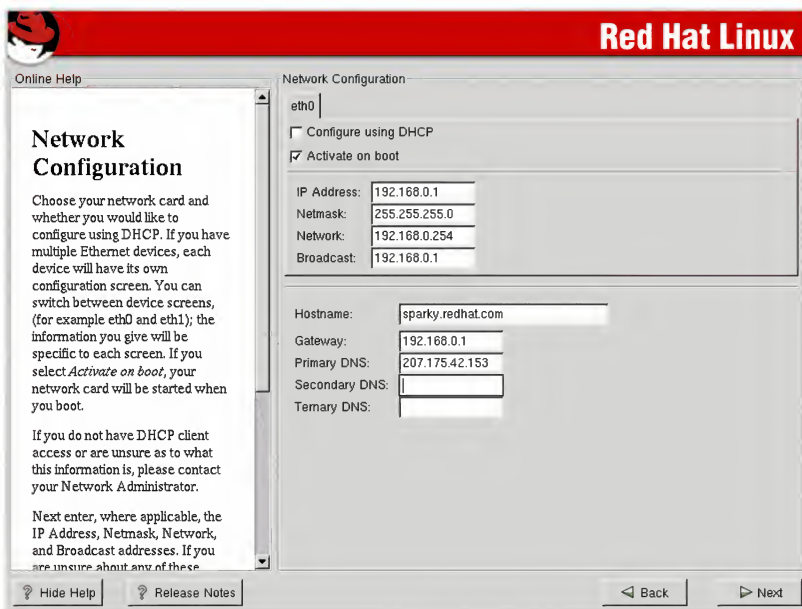 Red Hat Linux
Online Help
Network
Configuration
Choose your network card and
whether you would like to
configure using DHCP. If you have
multiple Ethernet devices, each
device will have its own
configuration screen. You can
switch between device screens,
(for example eth0 and eth1); the
information you give will be
specific to each screen. If you
select Activate on boot, your
network card will be started when
you boot.
If you do not have DHCP client
access or are unsure as to what
this information is, please contact
your Network Administrator.
Next enter, where applicable, the
IP Address, Netmask, Network,
and Broadcast addresses. If you
are unsure about any of these
Network Configuration
eth0
Configure using DHCP
Activate on boot
IP Address: 192.168.0.1
Netmask: 255.255.255.0
Network: 192.168.0.254
Broadcast: 192.168.0.1
Hostname: sparky.redhat.com
Gateway: 192.168.0.1
Primary DNS: 207.175.42.153
Secondary DNS:
Ternary DNS:
Hide Help
Release Notes
Back
Next